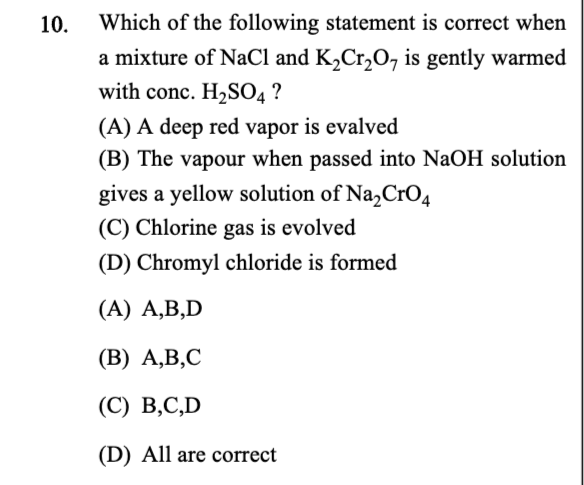 10. Which of the following statement is correct when
a mixture of NaCl and K₂Cr₂O₇ is gently warmed
with conc. H₂SO₄ ?
(A) A deep red vapor is evalved
(B) The vapour when passed into NaOH solution
gives a yellow solution of Na₂CrO₄
(C) Chlorine gas is evolved
(D) Chromyl chloride is formed
(A) A,B,D
(B) A,B,C
(C) B,C,D
(D) All are correct